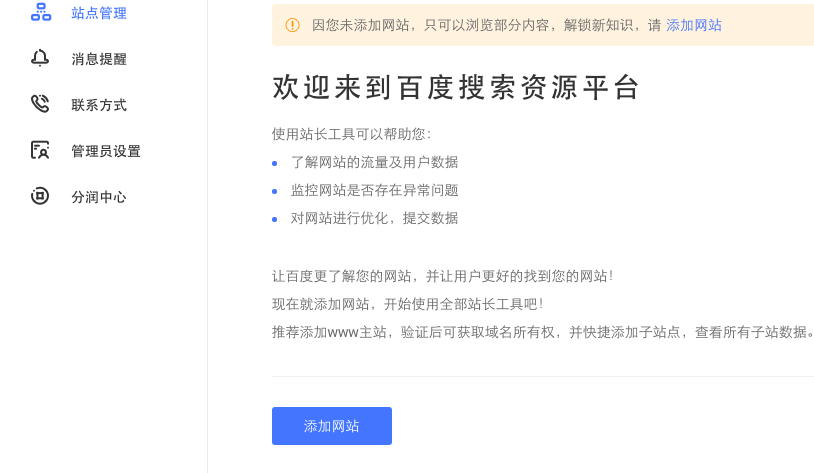 站点管理
消息提醒
联系方式
管理员设置
分润中心
因您未添加网站，只可以浏览部分内容，解锁新知识，请 添加网站
欢迎来到百度搜索资源平台
使用站长工具可以帮助您：
了解网站的流量及用户数据
监控网站是否存在异常问题
对网站进行优化，提交数据
让百度更了解您的网站，并让用户更好的找到您的网站！
现在就添加网站，开始使用全部站长工具吧！
推荐添加www主站，验证后可获取域名所有权，并快捷添加子站点，查看所有子站数据。
添加网站